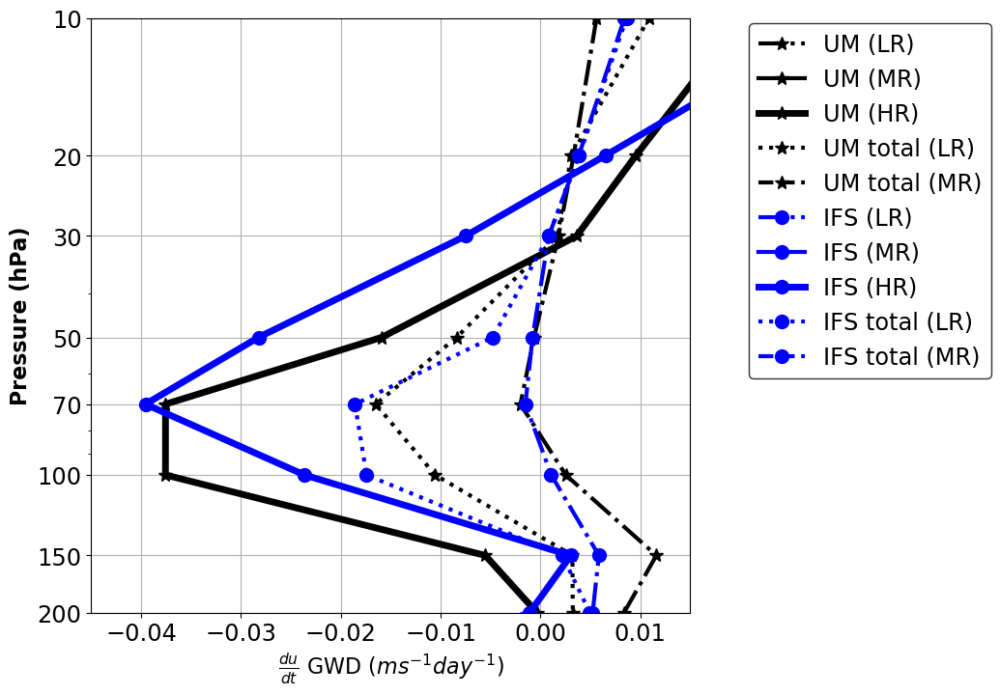 10
20
30
50
70
100
150
200
Pressure (hPa)
−0.04 −0.03 −0.02 −0.01 0.00 0.01
du/dt GWD (ms⁻¹day⁻¹)
UM (LR)
UM (MR)
UM (HR)
UM total (LR)
UM total (MR)
IFS (LR)
IFS (MR)
IFS (HR)
IFS total (LR)
IFS total (MR)